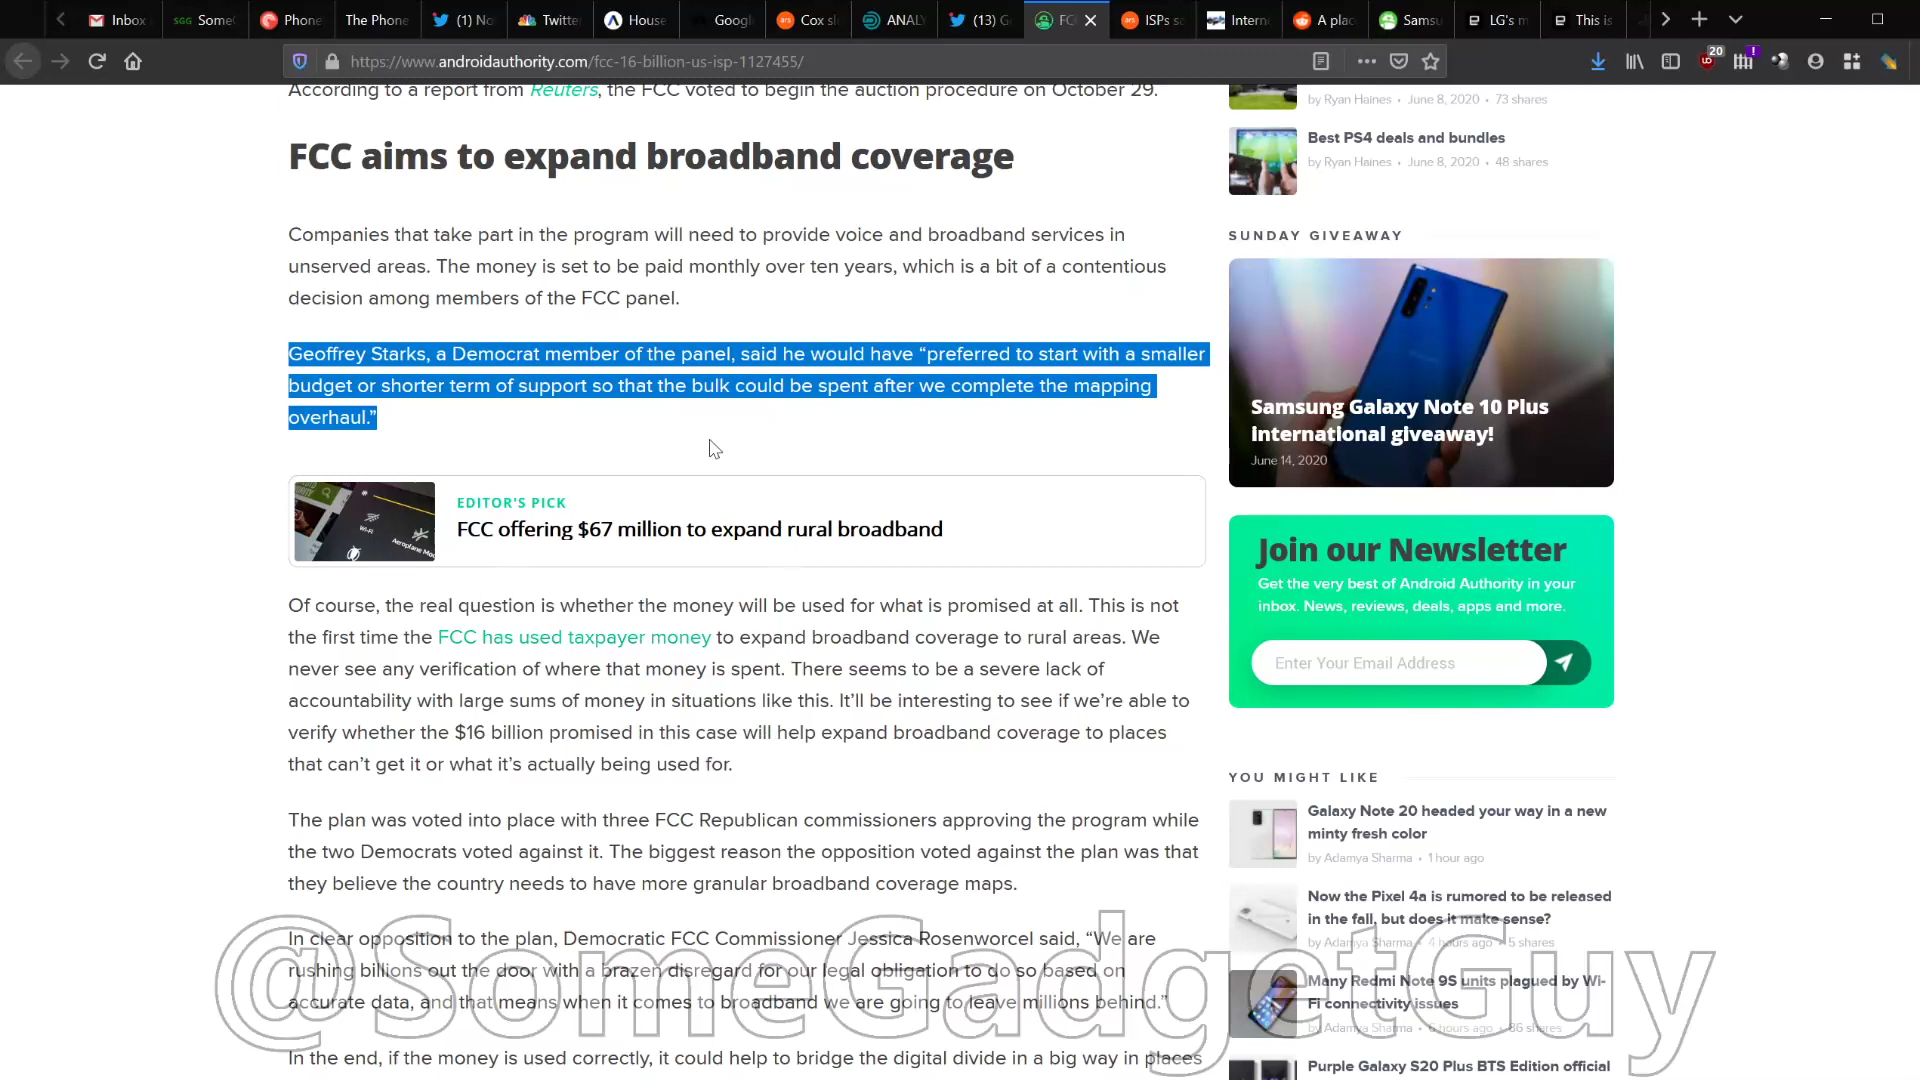 Inbox
SGG
Some
Phone
The Phone
(1) No
Twitte
House
Googl
ars
Cox sl
ANALY
(13) G
FC
ars
ISPs so
Intern
A plac
Samsu
LG's m
This is
https://www.androidauthority.com/fcc-16-billion-us-isp-1127455/
20
According to a report from Reuters, the FCC voted to begin the auction procedure on October 29.
FCC aims to expand broadband coverage
Companies that take part in the program will need to provide voice and broadband services in
unserved areas. The money is set to be paid monthly over ten years, which is a bit of a contentious
decision among members of the FCC panel.
Geoffrey Starks, a Democrat member of the panel, said he would have “preferred to start with a smaller
budget or shorter term of support so that the bulk could be spent after we complete the mapping
overhaul.”
Wi-Fi
Aeroplane Mo
EDITOR'S PICK
FCC offering $67 million to expand rural broadband
Of course, the real question is whether the money will be used for what is promised at all. This is not
the first time the FCC has used taxpayer money to expand broadband coverage to rural areas. We
never see any verification of where that money is spent. There seems to be a severe lack of
accountability with large sums of money in situations like this. It’ll be interesting to see if we’re able to
verify whether the $16 billion promised in this case will help expand broadband coverage to places
that can’t get it or what it’s actually being used for.
The plan was voted into place with three FCC Republican commissioners approving the program while
the two Democrats voted against it. The biggest reason the opposition voted against the plan was that
they believe the country needs to have more granular broadband coverage maps.
In clear opposition to the plan, Democratic FCC Commissioner Jessica Rosenworcel said, “We are
rushing billions out the door with a brazen disregard for our legal obligation to do so based on
accurate data, and that means when it comes to broadband we are going to leave millions behind.”
In the end, if the money is used correctly, it could help to bridge the digital divide in a big way in places
by Ryan Haines • June 8, 2020 • 73 shares
Best PS4 deals and bundles
by Ryan Haines • June 8, 2020 • 48 shares
SUNDAY GIVEAWAY
Samsung Galaxy Note 10 Plus
international giveaway!
June 14, 2020
Join our Newsletter
Get the very best of Android Authority in your
inbox. News, reviews, deals, apps and more.
Enter Your Email Address
YOU MIGHT LIKE
Galaxy Note 20 headed your way in a new
minty fresh color
by Adamya Sharma • 1 hour ago
Now the Pixel 4a is rumored to be released
in the fall, but does it make sense?
by Adamya Sharma • 4 hours ago • 5 shares
Many Redmi Note 9S units plagued by Wi-
Fi connectivity issues
by Adamya Sharma • 6 hours ago • 86 shares
Purple Galaxy S20 Plus BTS Edition official
@SomeGadgetGuy